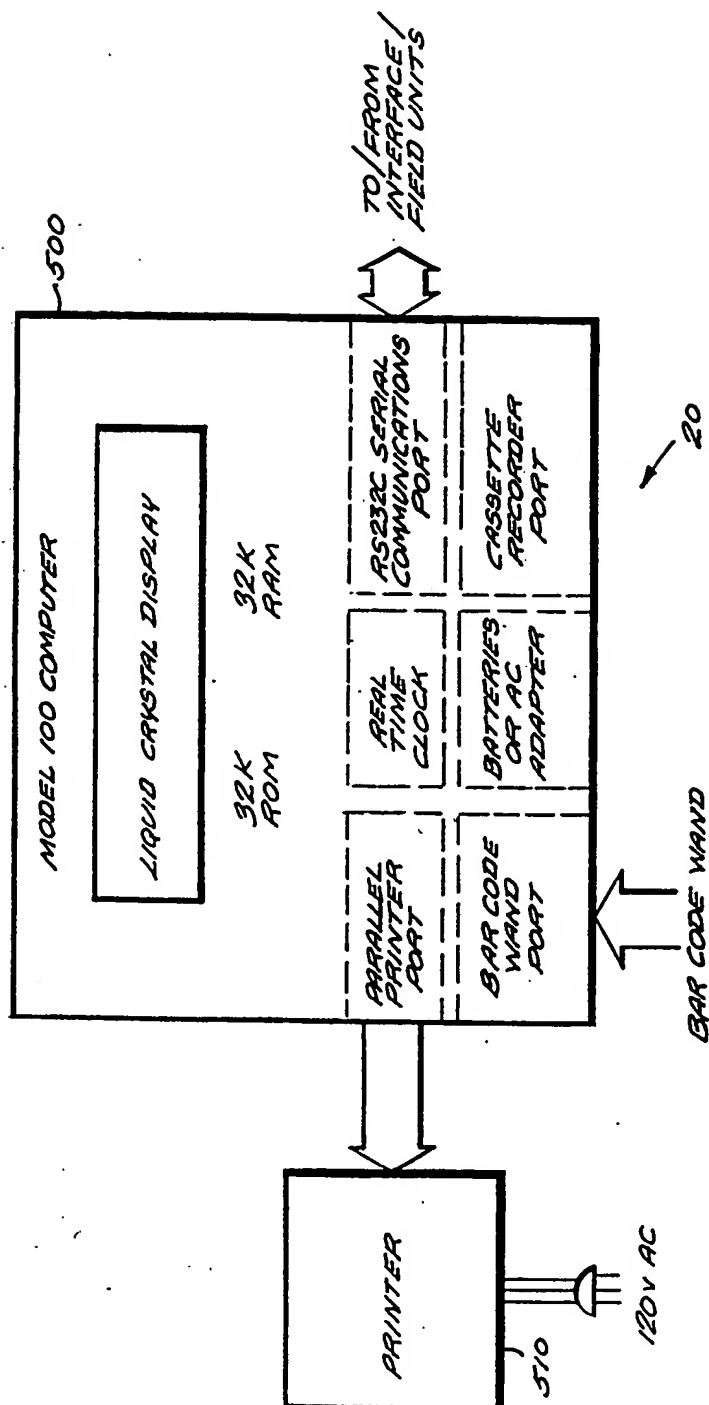 MODEL 100 COMPUTER
500
LIQUID CRYSTAL DISPLAY
32K
ROM
32K
RAM
PARALLEL
PRINTER
PORT
REAL
TIME
CLOCK
RS232C SERIAL
COMMUNICATIONS
PORT
TO/FROM
INTERFACE/
FIELD UNITS
BAR CODE
WAND
PORT
BATTERIES
OR AC
ADAPTER
CASSETTE
RECORDER
PORT
PRINTER
510
120V AC
BAR CODE WAND
20